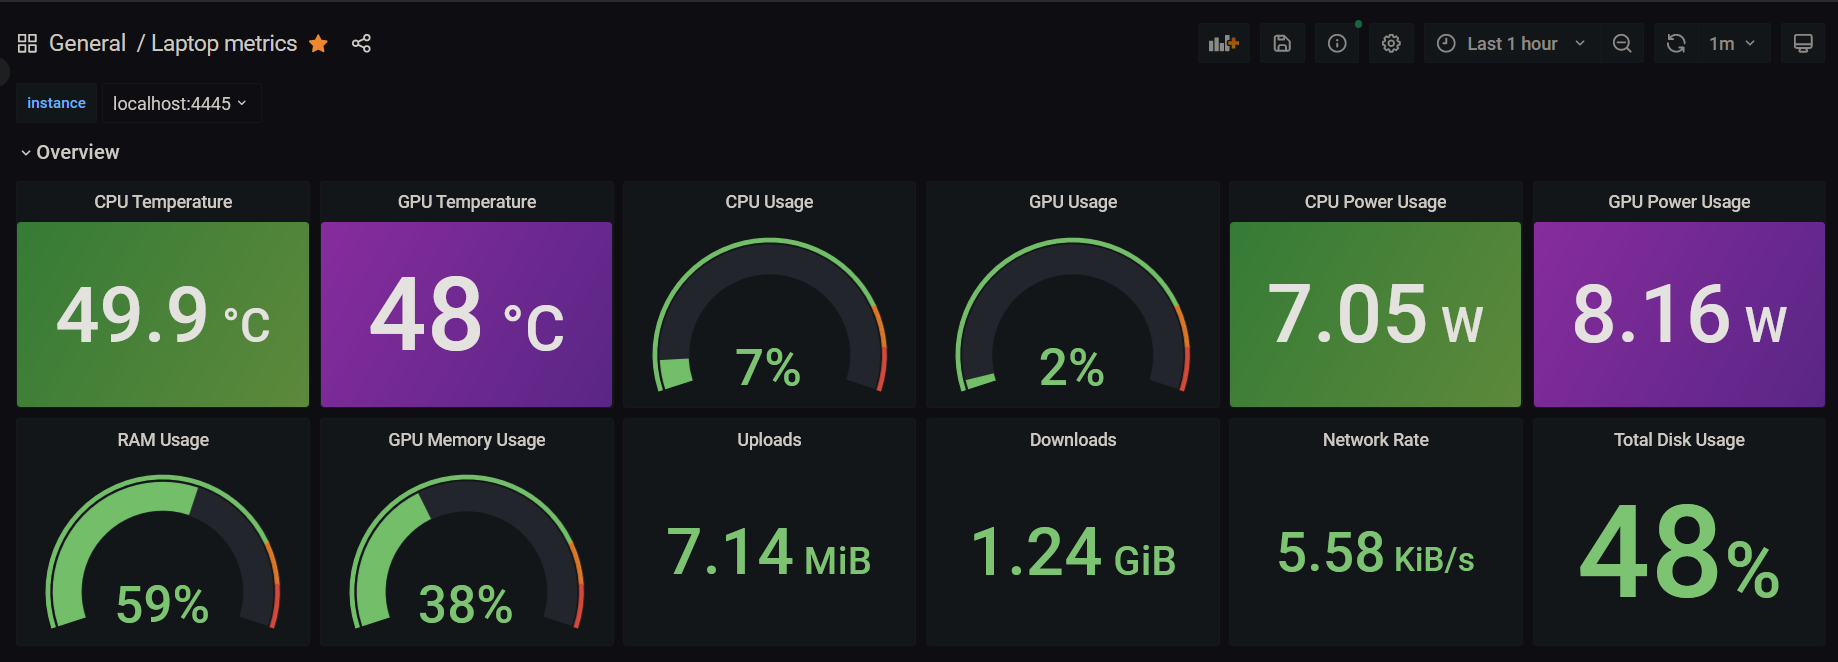 General / Laptop metrics
Last 1 hour
1m
instance
localhost:4445
Overview
CPU Temperature
GPU Temperature
CPU Usage
GPU Usage
CPU Power Usage
GPU Power Usage
49.9 °C
48 °C
7%
2%
7.05 W
8.16 W
RAM Usage
GPU Memory Usage
Uploads
Downloads
Network Rate
Total Disk Usage
59%
38%
7.14 MiB
1.24 GiB
5.58 KiB/s
48%